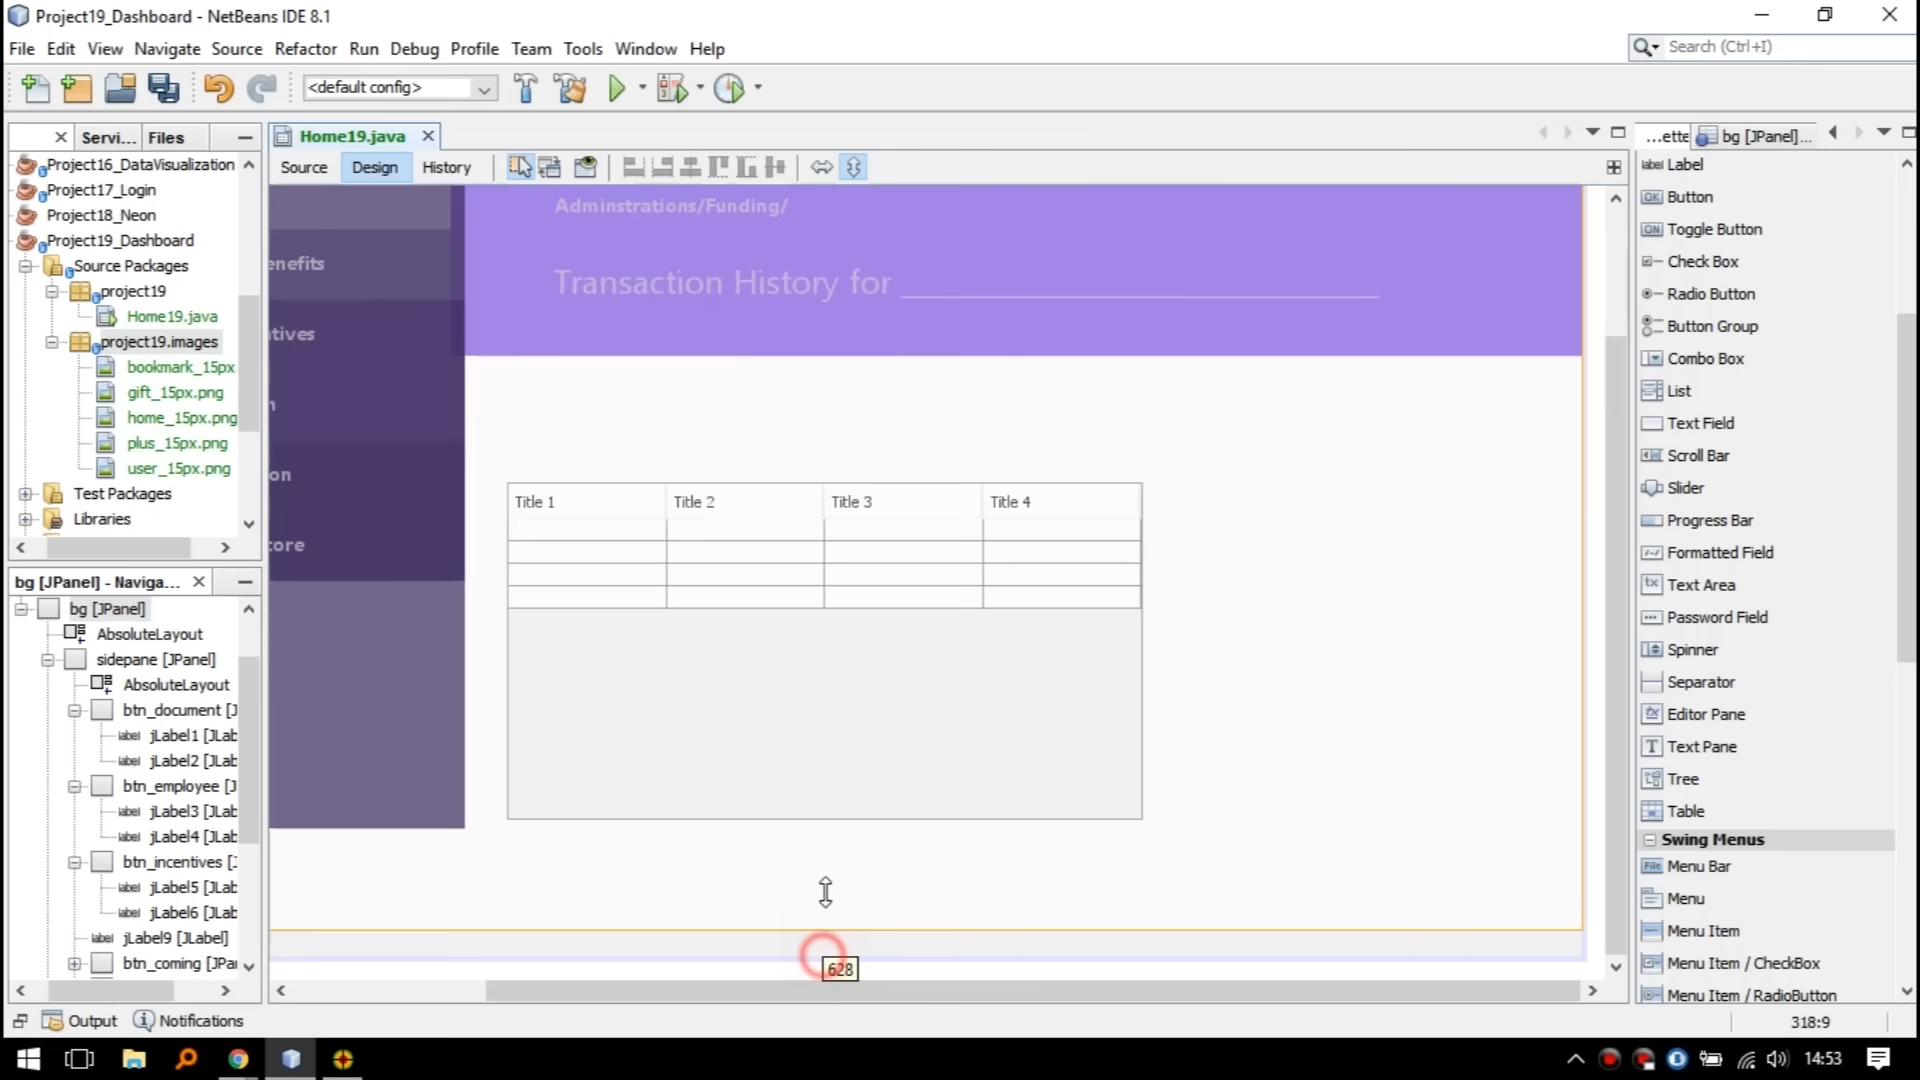 Project19_Dashboard - NetBeans IDE 8.1
File Edit View Navigate Source Refactor Run Debug Profile Team Tools Window Help
Search (Ctrl+I)
<default config>
Servi... Files
Project16_DataVisualization
Project17_Login
Project18_Neon
Project19_Dashboard
Source Packages
project19
Home19.java
project19.images
bookmark_15px
gift_15px.png
home_15px.png
plus_15px.png
user_15px.png
Test Packages
Libraries
bg [JPanel] - Naviga...
bg [JPanel]
AbsoluteLayout
sidepane [JPanel]
AbsoluteLayout
btn_document [J
jLabel1 [JLab
jLabel2 [JLab
btn_employee [J
jLabel3 [JLab
jLabel4 [JLab
btn_incentives [J
jLabel5 [JLab
jLabel6 [JLab
jLabel9 [JLabel]
btn_coming [JPa
Home19.java
Source Design History
Adminstrations/Funding/
Transaction History for ____________________
enefits
tives
n
on
core
Title 1 Title 2 Title 3 Title 4
628
...ette bg [JPanel]...
label Label
OK Button
ON Toggle Button
Check Box
Radio Button
Button Group
Combo Box
List
Text Field
Scroll Bar
Slider
Progress Bar
Formatted Field
Text Area
Password Field
Spinner
Separator
Editor Pane
Text Pane
Tree
Table
Swing Menus
File Menu Bar
Menu
Menu Item
Menu Item / CheckBox
Menu Item / RadioButton
Output Notifications
318:9
14:53